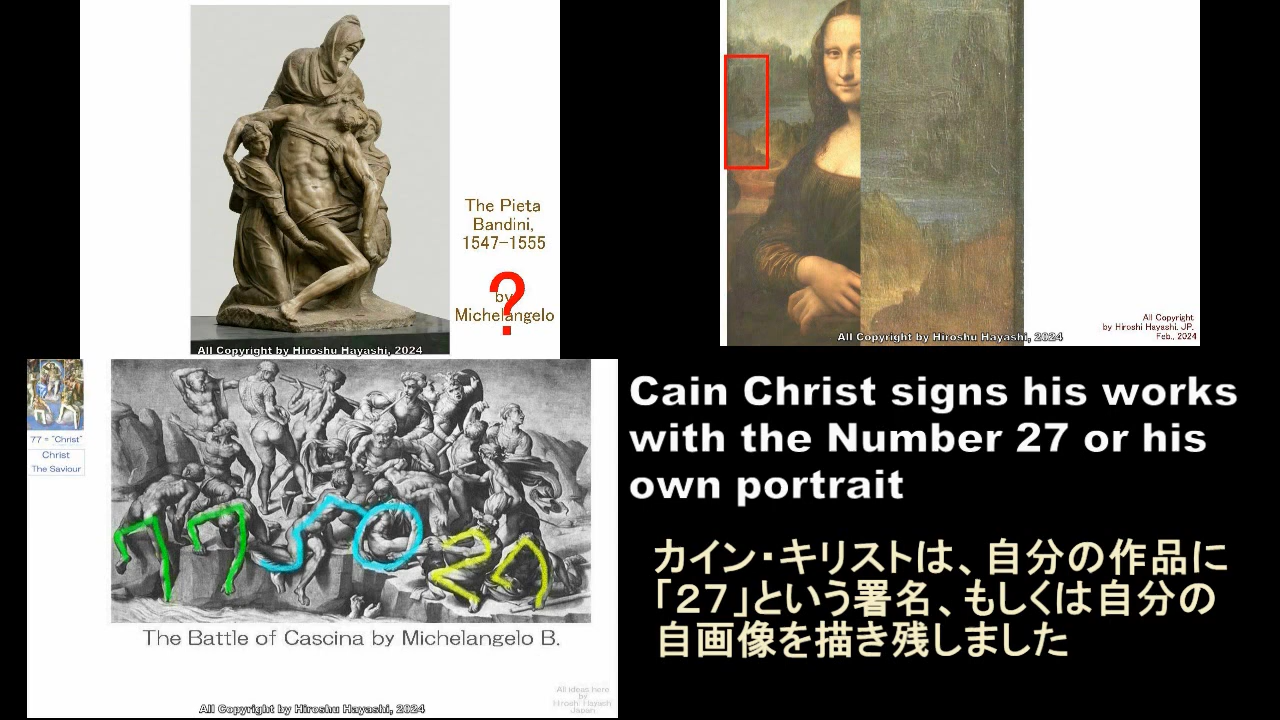 The Pieta
Bandini,
1547-1555
?
by
Michelangelo
All Copyright by Hiroshu Hayashi, 2024
All Copyright
by Hiroshi Hayashi, JP.
Feb., 2024
All Copyright by Hiroshu Hayashi, 2024
77 = "Christ"
Christ
The Saviour
77 50 27
The Battle of Cascina by Michelangelo B.
All ideas here
by
Hiroshi Hayashi
Japan
All Copyright by Hiroshu Hayashi, 2024
Cain Christ signs his works
with the Number 27 or his
own portrait
カイン・キリストは、自分の作品に
「２７」という署名、もしくは自分の
自画像を描き残しました